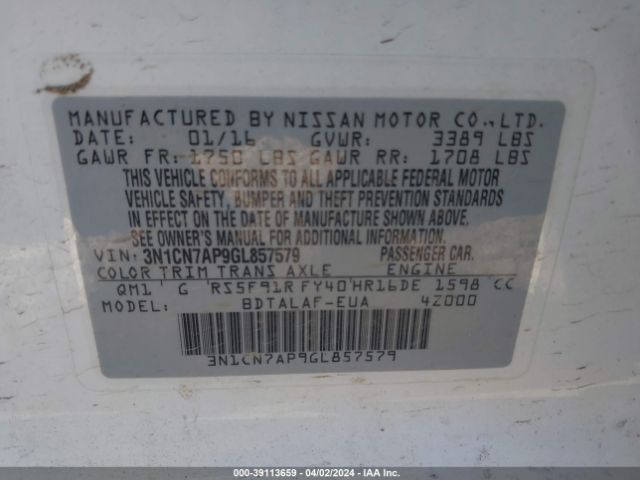 MANUFACTURED BY NISSAN MOTOR CO.,LTD.
DATE: 01/16 GVWR: 3389 LBS
GAWR FR: 1750 LBS GAWR RR: 1708 LBS
THIS VEHICLE CONFORMS TO ALL APPLICABLE FEDERAL MOTOR
VEHICLE SAFETY, BUMPER AND THEFT PREVENTION STANDARDS
IN EFFECT ON THE DATE OF MANUFACTURE SHOWN ABOVE.
SEE OWNER'S MANUAL FOR ADDITIONAL INFORMATION.
VIN: 3N1CN7AP9GL857579 PASSENGER CAR.
COLOR TRIM TRANS AXLE ENGINE
QM1 ' G 'RS5F91R FY40'HR16DE 1598 CC
MODEL: BDTALAF-EUA 4Z000
3N1CN7AP9GL857579
000-39113659 - 04/02/2024 - IAA Inc.